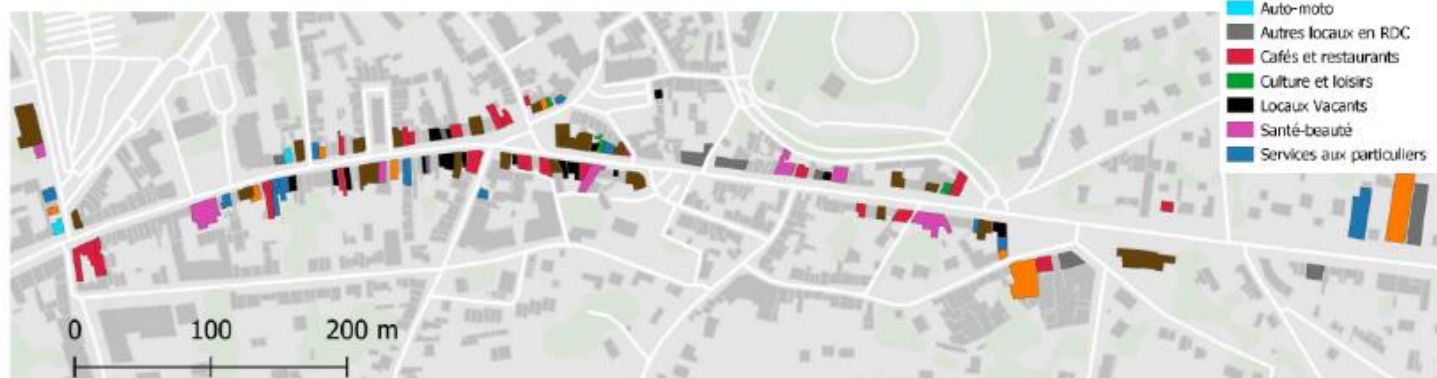 Auto-moto
Autres locaux en RDC
Cafés et restaurants
Culture et loisirs
Locaux Vacants
Santé-beauté
Services aux particuliers
0 100 200 m